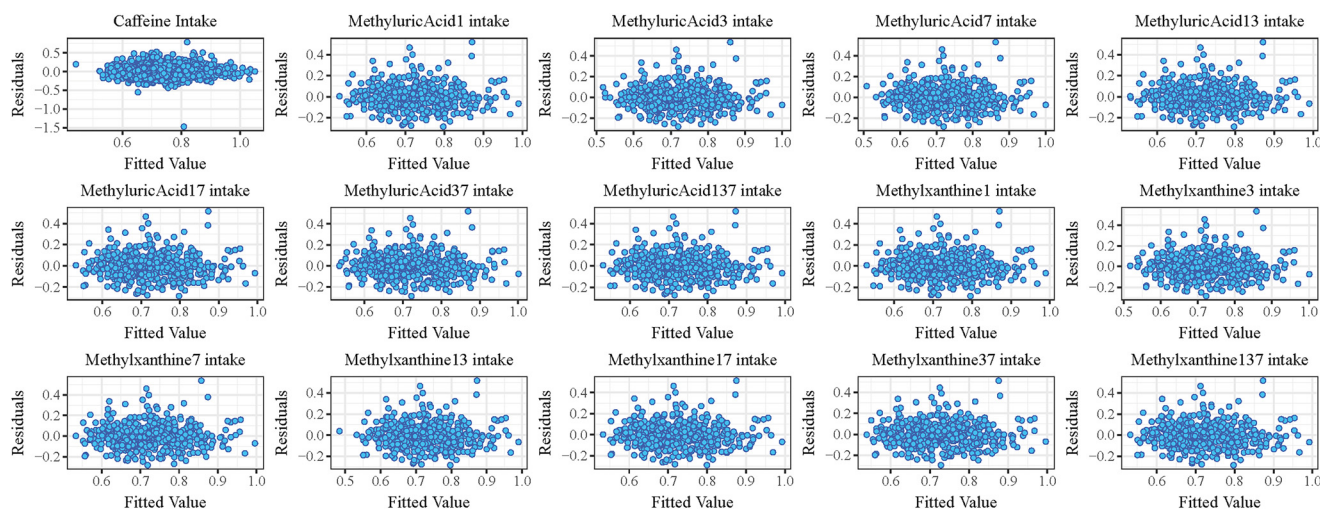 Caffeine Intake MethyluricAcid1 intake MethyluricAcid3 intake MethyluricAcid7 intake MethyluricAcid13 intake
Residuals 0.5 0.0 −0.5 −1.0 −1.5 Residuals 0.4 0.2 0.0 −0.2 Residuals 0.4 0.2 0.0 −0.2 Residuals 0.4 0.2 0.0 −0.2 Residuals 0.4 0.2 0.0 −0.2
0.6 0.8 1.0 0.6 0.7 0.8 0.9 1.0 0.5 0.6 0.7 0.8 0.9 1.0 0.5 0.6 0.7 0.8 0.9 1.0 0.6 0.7 0.8 0.9 1.0
Fitted Value Fitted Value Fitted Value Fitted Value Fitted Value
MethyluricAcid17 intake MethyluricAcid37 intake MethyluricAcid137 intake Methylxanthine1 intake Methylxanthine3 intake
Residuals 0.4 0.2 0.0 −0.2 Residuals 0.4 0.2 0.0 −0.2 Residuals 0.4 0.2 0.0 −0.2 Residuals 0.4 0.2 0.0 −0.2 Residuals 0.4 0.2 0.0 −0.2
0.6 0.7 0.8 0.9 1.0 0.6 0.7 0.8 0.9 1.0 0.6 0.7 0.8 0.9 1.0 0.6 0.7 0.8 0.9 1.0 0.5 0.6 0.7 0.8 0.9 1.0
Fitted Value Fitted Value Fitted Value Fitted Value Fitted Value
Methylxanthine7 intake Methylxanthine13 intake Methylxanthine17 intake Methylxanthine37 intake Methylxanthine137 intake
Residuals 0.4 0.2 0.0 −0.2 Residuals 0.4 0.2 0.0 −0.2 Residuals 0.4 0.2 0.0 −0.2 Residuals 0.4 0.2 0.0 −0.2 Residuals 0.4 0.2 0.0 −0.2
0.6 0.7 0.8 0.9 1.0 0.5 0.6 0.7 0.8 0.9 1.0 0.6 0.7 0.8 0.9 1.0 0.6 0.7 0.8 0.9 1.0 0.6 0.7 0.8 0.9 1.0
Fitted Value Fitted Value Fitted Value Fitted Value Fitted Value